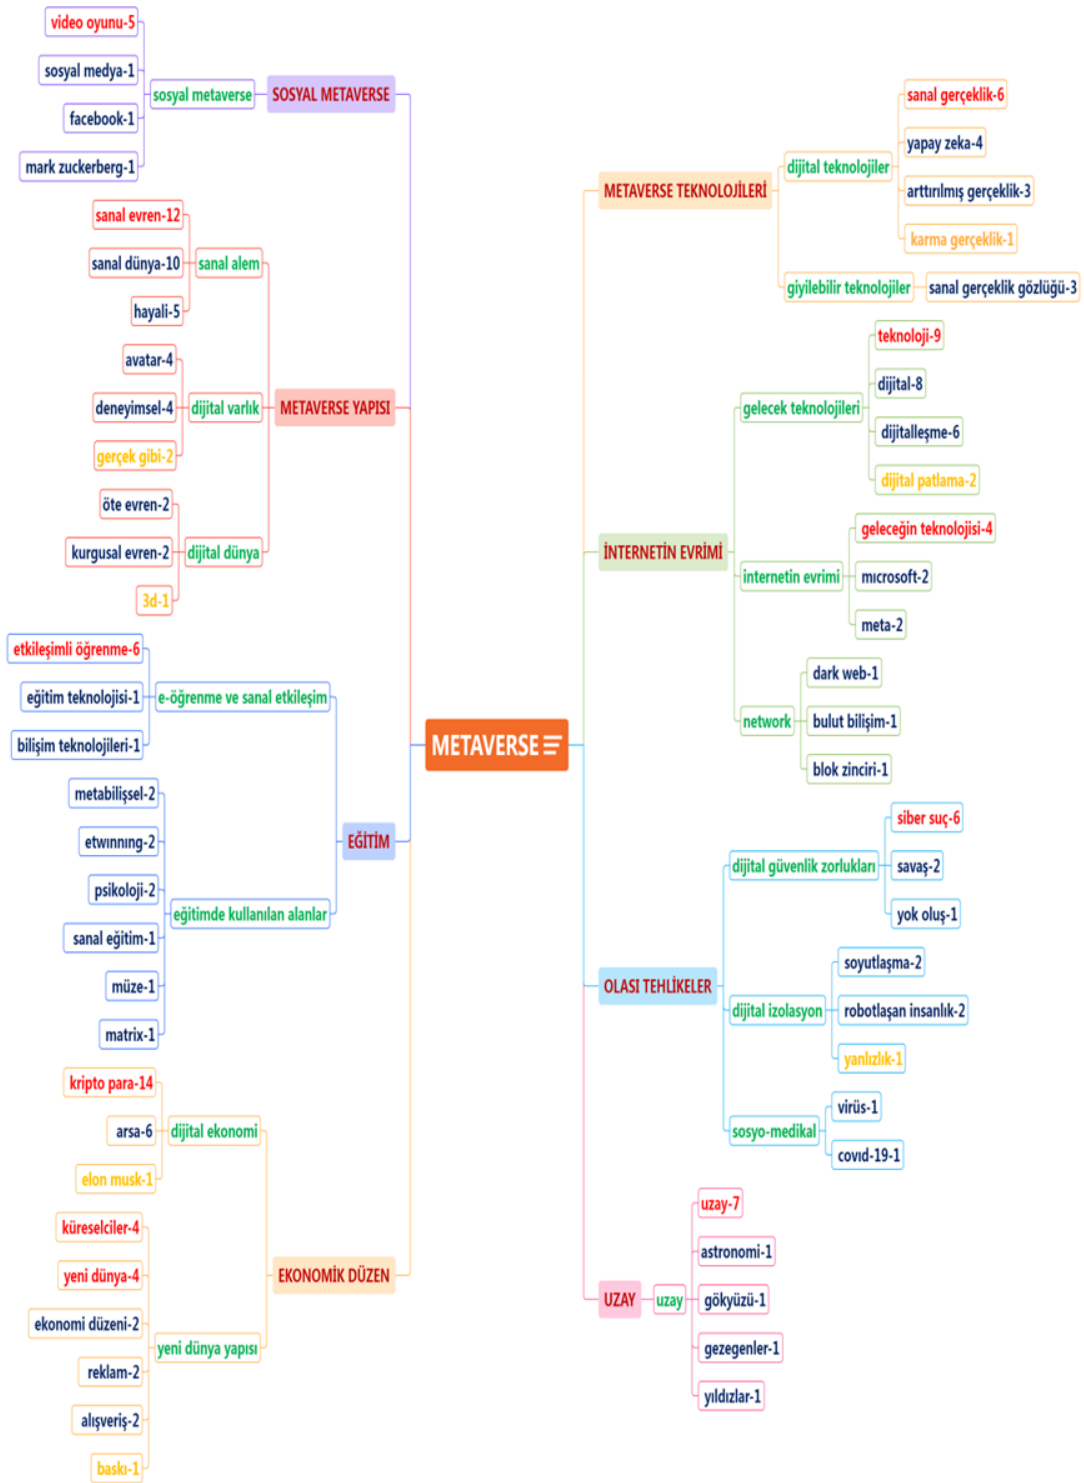 METAVERSE
SOSYAL METAVERSE
sosyal metaverse
video oyunu-5
sosyal medya-1
facebook-1
mark zuckerberg-1
METAVERSE YAPISI
sanal alem
sanal evren-12
sanal dünya-10
hayali-5
dijital varlık
avatar-4
deneyimsel-4
gerçek gibi-2
dijital dünya
öte evren-2
kurgusal evren-2
3d-1
EĞİTİM
e-öğrenme ve sanal etkileşim
etkileşimli öğrenme-6
eğitim teknolojisi-1
bilişim teknolojileri-1
eğitimde kullanılan alanlar
metabilişsel-2
etwınnıng-2
psikoloji-2
sanal eğitim-1
müze-1
matrix-1
EKONOMİK DÜZEN
dijital ekonomi
kripto para-14
arsa-6
elon musk-1
yeni dünya yapısı
küreselciler-4
yeni dünya-4
ekonomi düzeni-2
reklam-2
alışveriş-2
baskı-1
METAVERSE TEKNOLOJİLERİ
dijital teknolojiler
sanal gerçeklik-6
yapay zeka-4
arttırılmış gerçeklik-3
karma gerçeklik-1
giyilebilir teknolojiler
sanal gerçeklik gözlüğü-3
İNTERNETİN EVRİMİ
gelecek teknolojileri
teknoloji-9
dijital-8
dijitalleşme-6
dijital patlama-2
internetin evrimi
geleceğin teknolojisi-4
mıcrosoft-2
meta-2
network
dark web-1
bulut bilişim-1
blok zinciri-1
OLASI TEHLİKELER
dijital güvenlik zorlukları
siber suç-6
savaş-2
yok oluş-1
dijital izolasyon
soyutlaşma-2
robotlaşan insanlık-2
yanlızlık-1
sosyo-medikal
virüs-1
covıd-19-1
UZAY
uzay
uzay-7
astronomi-1
gökyüzü-1
gezegenler-1
yıldızlar-1